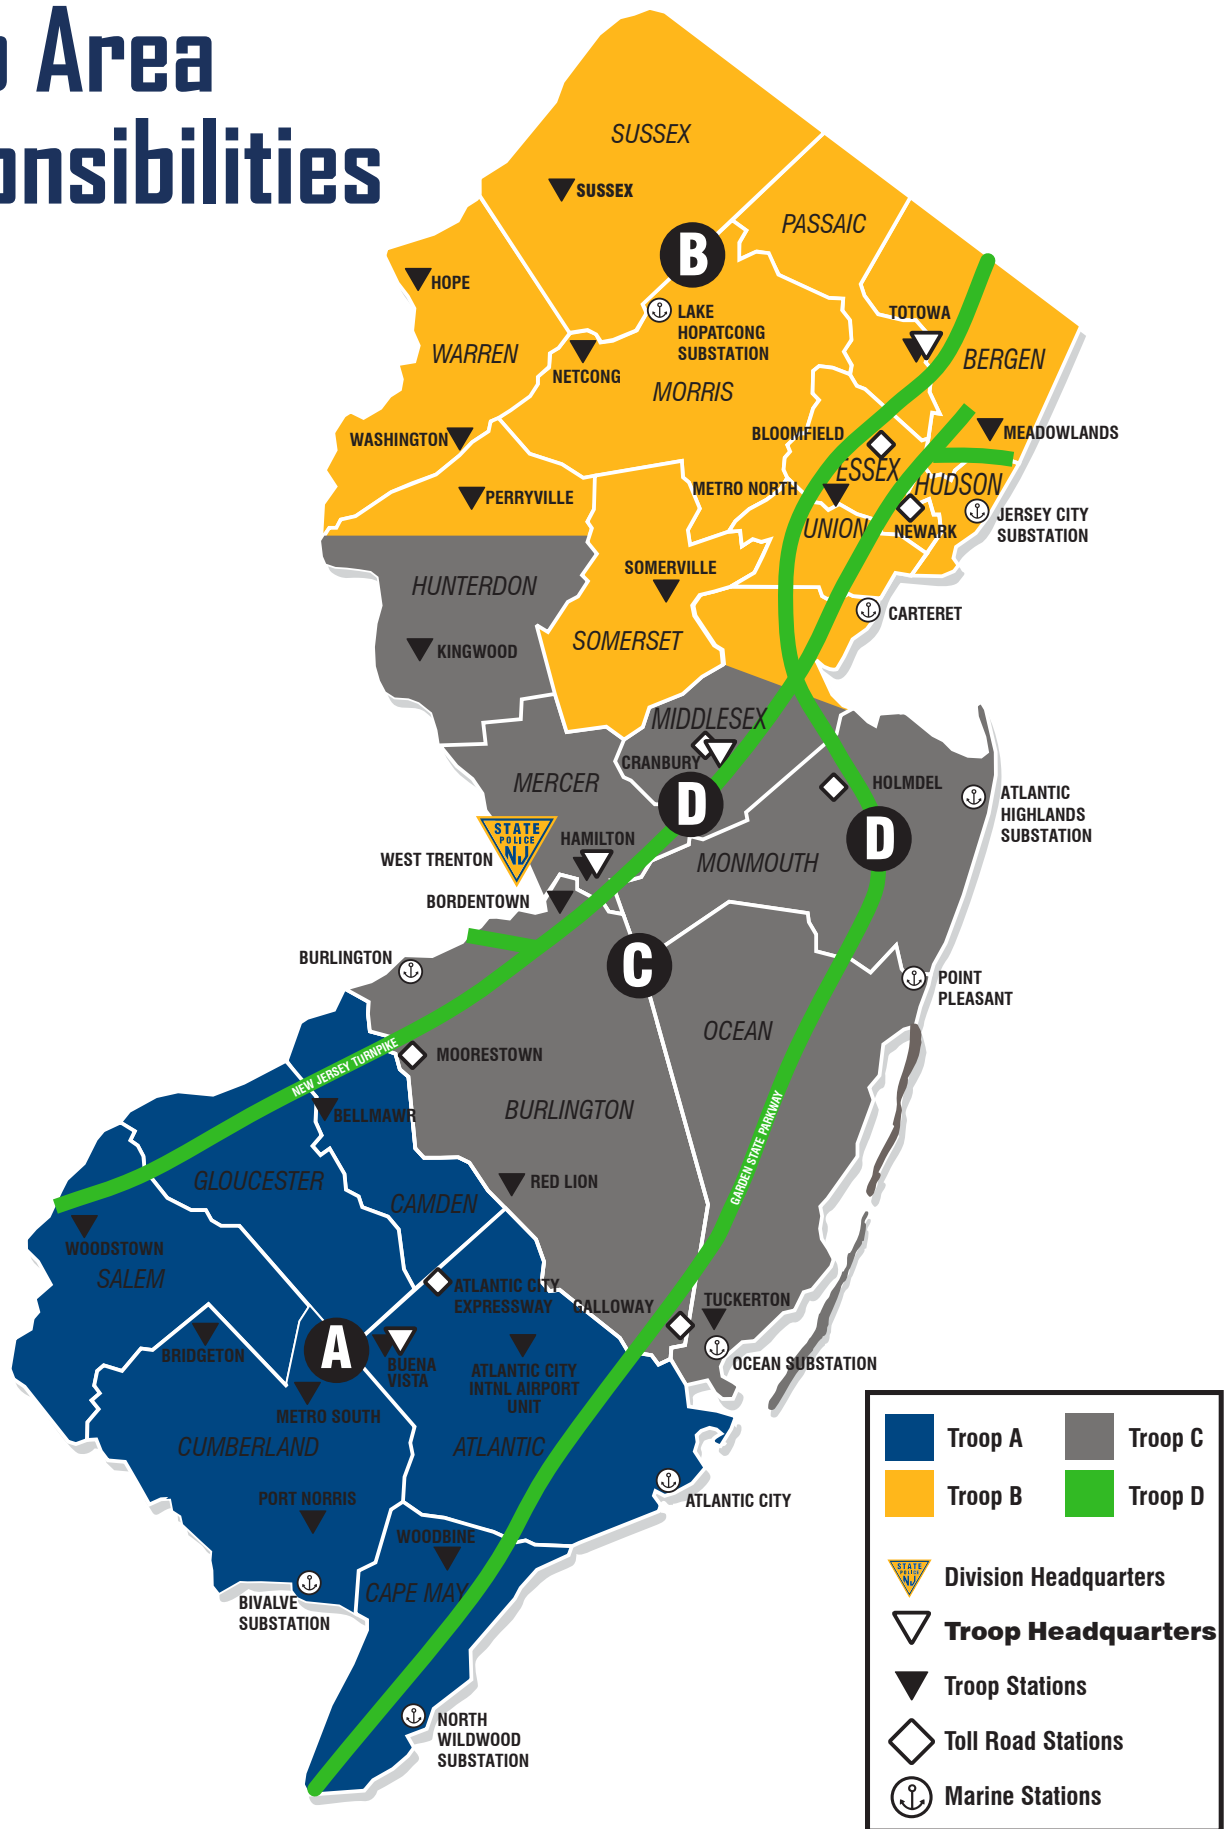 Area
onsibilities
SUSSEX
SUSSEX
PASSAIC
B
HOPE
LAKE
HOPATCONG
SUBSTATION
TOTOWA
WARREN
NETCONG
BERGEN
MORRIS
WASHINGTON
BLOOMFIELD
MEADOWLANDS
ESSEX
HUDSON
PERRYVILLE
METRO NORTH
JERSEY CITY
SUBSTATION
UNION
NEWARK
SOMERVILLE
HUNTERDON
CARTERET
SOMERSET
KINGWOOD
MIDDLESEX
CRANBURY
MERCER
HOLMDEL
D
ATLANTIC
HIGHLANDS
SUBSTATION
STATE
POLICE
NJ
HAMILTON
D
WEST TRENTON
MONMOUTH
BORDENTOWN
BURLINGTON
C
POINT
PLEASANT
OCEAN
MOORESTOWN
NEW JERSEY TURNPIKE
BELLMAWR
BURLINGTON
GARDEN STATE PARKWAY
GLOUCESTER
RED LION
CAMDEN
WOODSTOWN
SALEM
ATLANTIC CITY
EXPRESSWAY
GALLOWAY
TUCKERTON
BRIDGETON
A
BUENA
VISTA
ATLANTIC CITY
INTNL AIRPORT
UNIT
OCEAN SUBSTATION
METRO SOUTH
CUMBERLAND
ATLANTIC
PORT NORRIS
ATLANTIC CITY
WOODBINE
CAPE MAY
BIVALVE
SUBSTATION
NORTH
WILDWOOD
SUBSTATION
Troop A
Troop C
Troop B
Troop D
STATE
POLICE
NJ
Division Headquarters
Troop Headquarters
Troop Stations
Toll Road Stations
Marine Stations